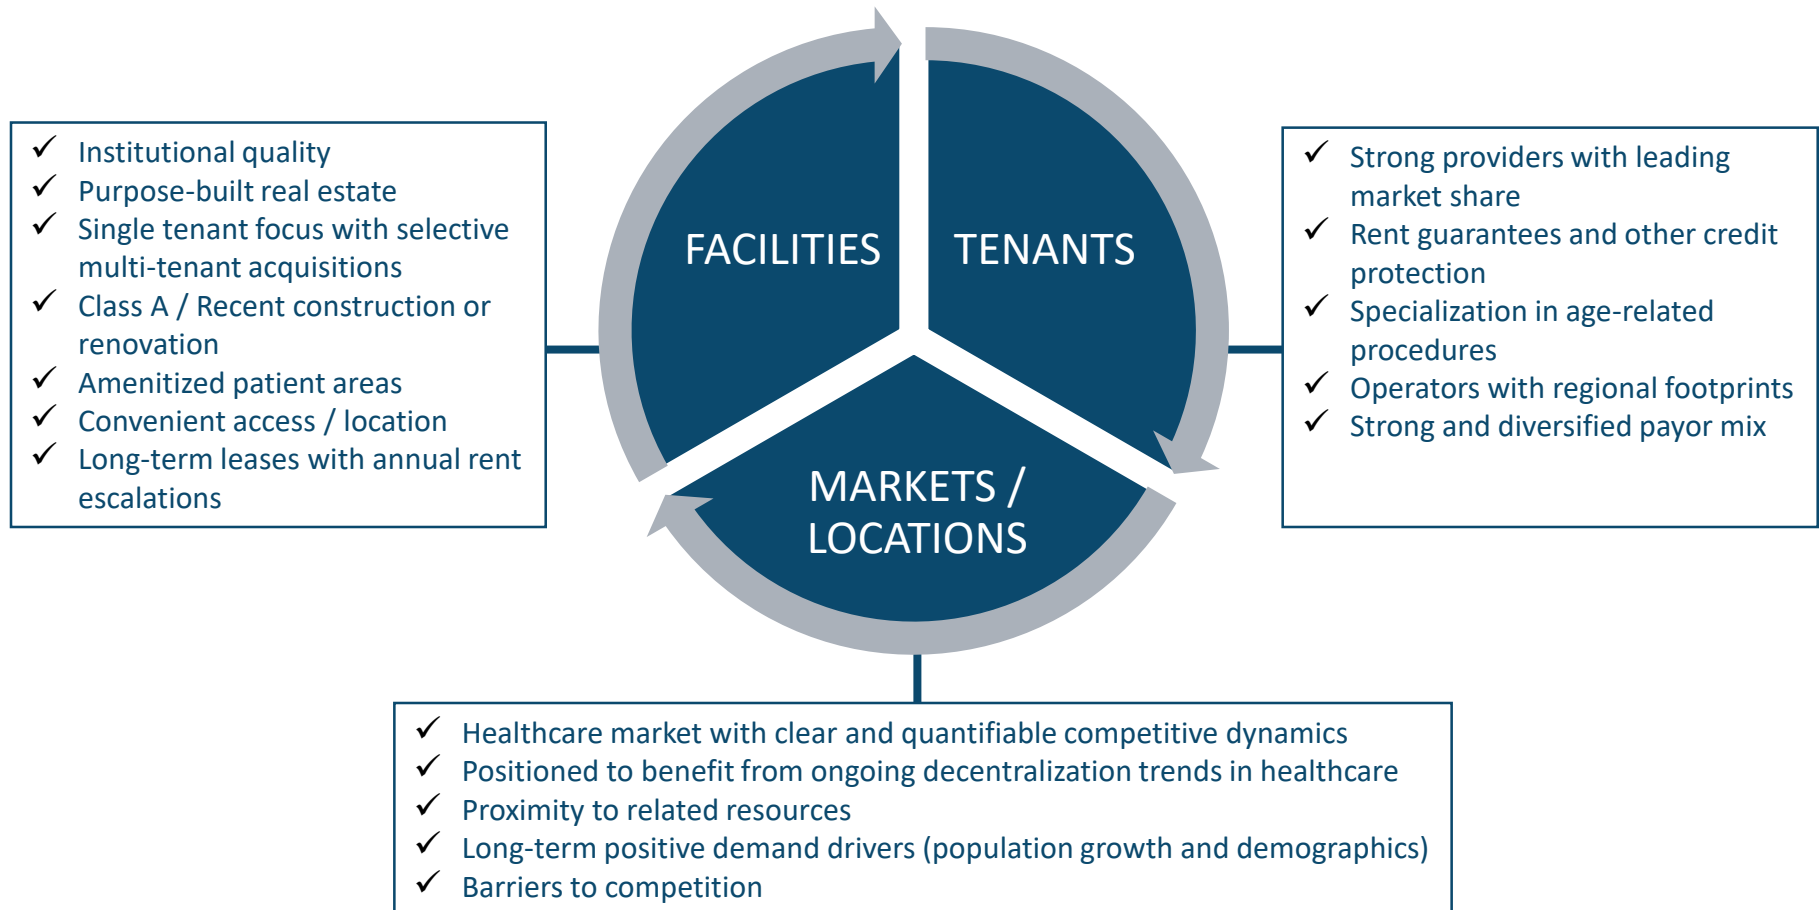 FACILITIES
TENANTS
MARKETS /
LOCATIONS
✓ Institutional quality
✓ Purpose-built real estate
✓ Single tenant focus with selective
multi-tenant acquisitions
✓ Class A / Recent construction or
renovation
✓ Amenitized patient areas
✓ Convenient access / location
✓ Long-term leases with annual rent
escalations
✓ Strong providers with leading
market share
✓ Rent guarantees and other credit
protection
✓ Specialization in age-related
procedures
✓ Operators with regional footprints
✓ Strong and diversified payor mix
✓ Healthcare market with clear and quantifiable competitive dynamics
✓ Positioned to benefit from ongoing decentralization trends in healthcare
✓ Proximity to related resources
✓ Long-term positive demand drivers (population growth and demographics)
✓ Barriers to competition